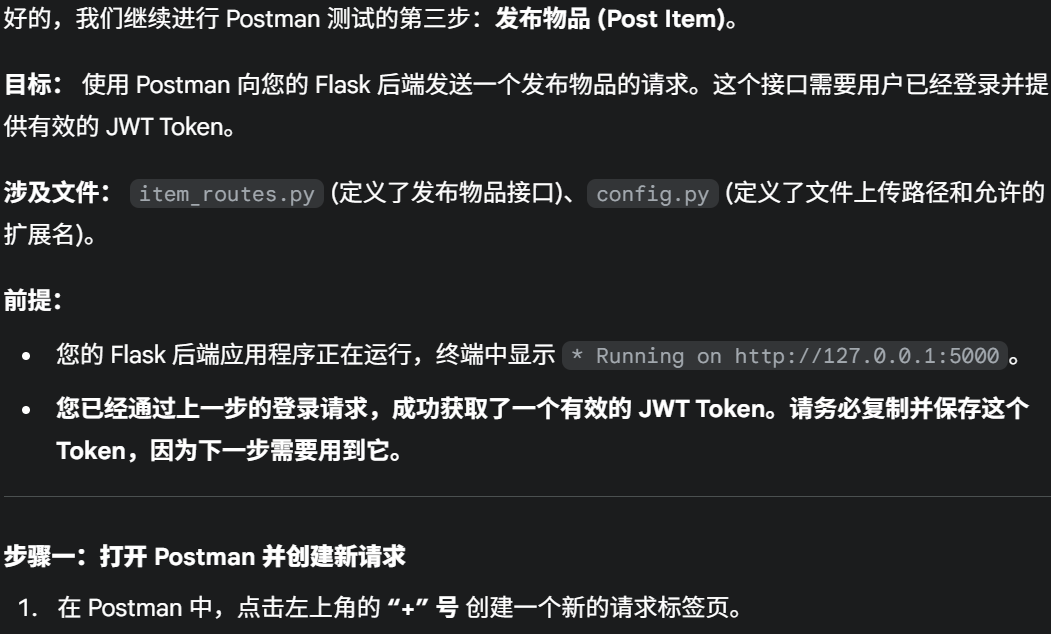 好的，我们继续进行 Postman 测试的第三步：发布物品 (Post Item)。
目标： 使用 Postman 向您的 Flask 后端发送一个发布物品的请求。这个接口需要用户已经登录并提
供有效的 JWT Token。
涉及文件： item_routes.py (定义了发布物品接口)、config.py (定义了文件上传路径和允许的
扩展名)。
前提：
• 您的 Flask 后端应用程序正在运行，终端中显示 * Running on http://127.0.0.1:5000 。
• 您已经通过上一步的登录请求，成功获取了一个有效的 JWT Token。请务必复制并保存这个
Token，因为下一步需要用到它。
步骤一：打开 Postman 并创建新请求
1. 在 Postman 中，点击左上角的 “+” 号 创建一个新的请求标签页。